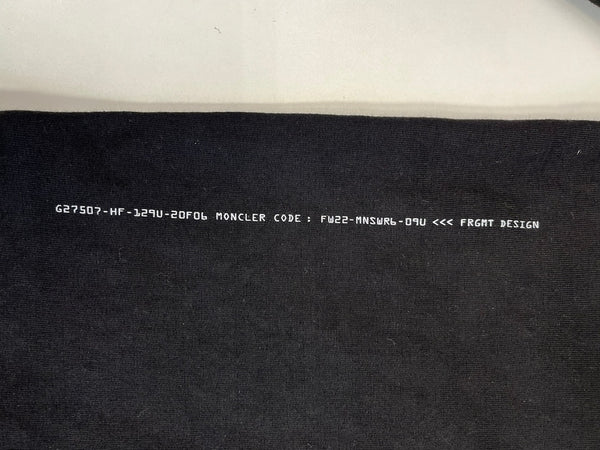 G27507-HF-129U-20F06 MONCLER CODE : FW22-MNSWR6-09U <<< FRGMT DESIGN